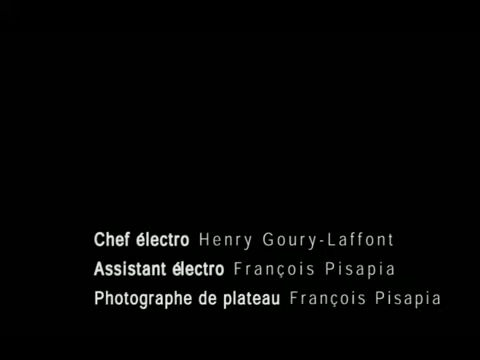 Chef électro Henry Goury-Laffont
Assistant électro François Pisapia
Photographe de plateau François Pisapia